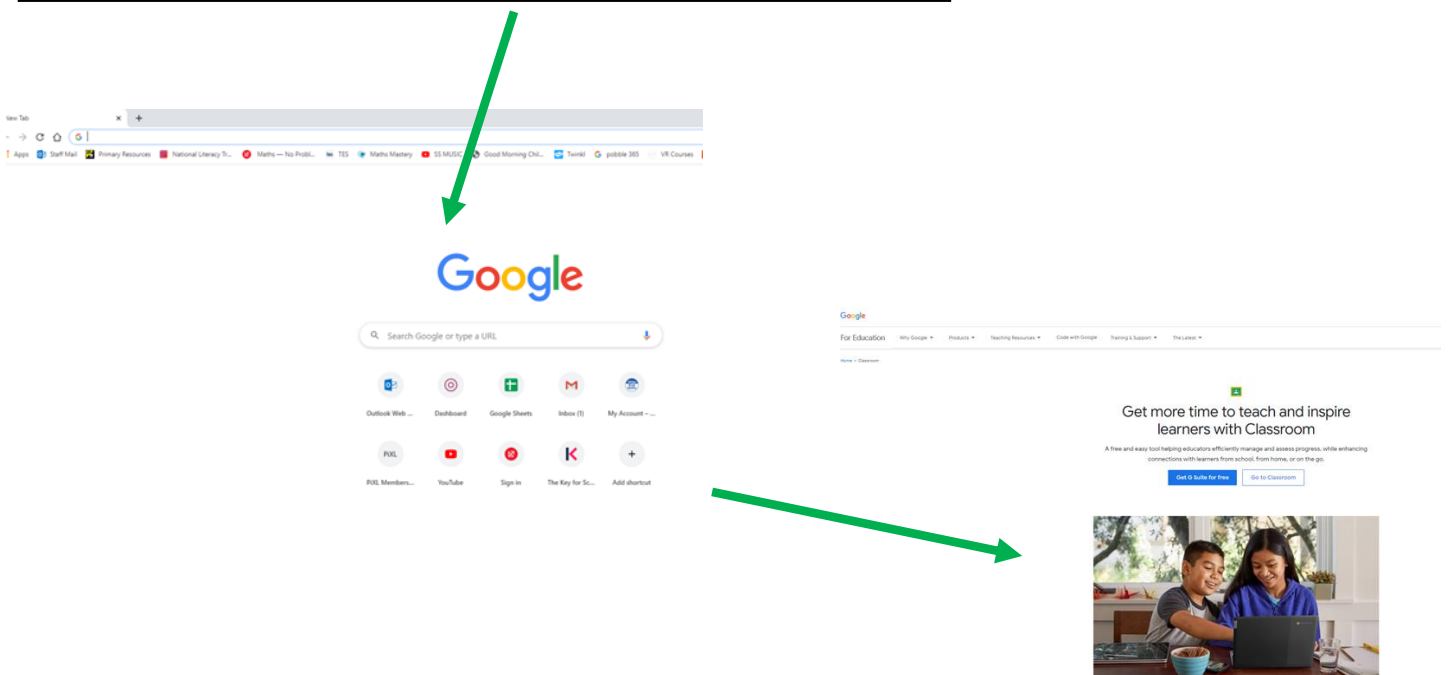 New Tab
Apps Staff Mail Primary Resources National Literacy Tr... Maths — No Probl... TES Maths Mastery SS MUSIC Good Morning Chil... Twinkl pobble 365 VR Courses
Google
Search Google or type a URL
Outlook Web ... Dashboard Google Sheets Inbox (1) My Account – ...
PiXL
PiXL Members... YouTube Sign in The Key for Sc... Add shortcut
Google
For Education Why Google Products Teaching Resources Code with Google Training & Support The Latest
Home > Classroom
Get more time to teach and inspire
learners with Classroom
A free and easy tool helping educators efficiently manage and assess progress, while enhancing
connections with learners from school, from home, or on the go.
Get G Suite for free Go to Classroom